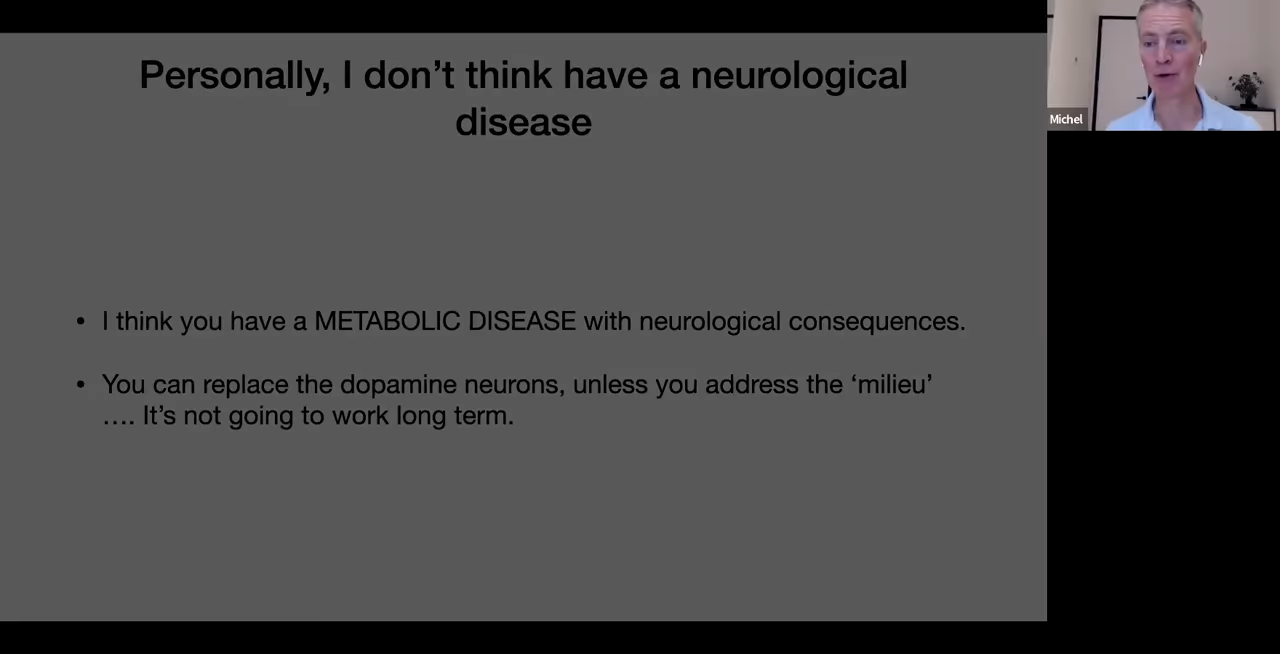 Personally, I don’t think have a neurological
disease
• I think you have a METABOLIC DISEASE with neurological consequences.
• You can replace the dopamine neurons, unless you address the ‘milieu’
…. It’s not going to work long term.
Michel